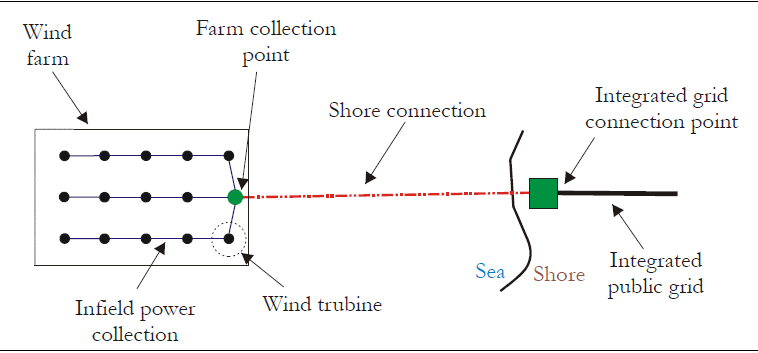 Wind
farm
Farm collection
point
Shore connection
Integrated grid
connection point
Sea
Shore
Integrated
public grid
Infield power
collection
Wind trubine